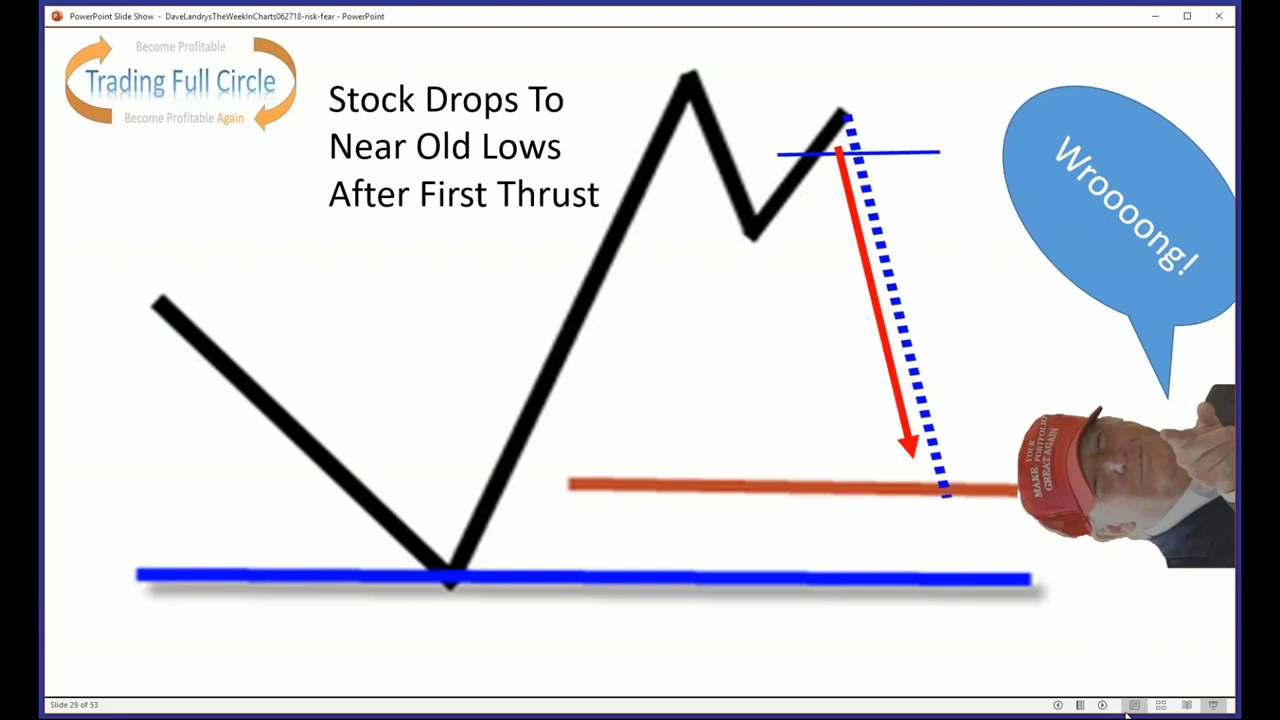 PowerPoint Slide Show - DaveLandrysTheWeekInCharts062718-risk-fear - PowerPoint
Become Profitable
Trading Full Circle
Become Profitable Again
Stock Drops To
Near Old Lows
After First Thrust
Wroooong!
MAKE YOUR
PORTFOLIO
GREAT AGAIN
Slide 29 of 53